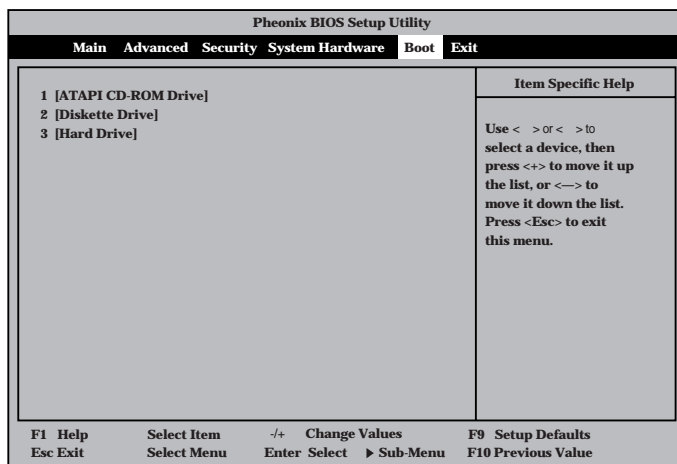 Pheonix BIOS Setup Utility
Main Advanced Security System Hardware Boot Exit
1 [ATAPI CD-ROM Drive]
2 [Diskette Drive]
3 [Hard Drive]
Item Specific Help
Use < > or < > to
select a device, then
press <+> to move it up
the list, or <—> to
move it down the list.
Press <Esc> to exit
this menu.
F1 Help Select Item -/+ Change Values F9 Setup Defaults
Esc Exit Select Menu Enter Select ▶ Sub-Menu F10 Previous Value